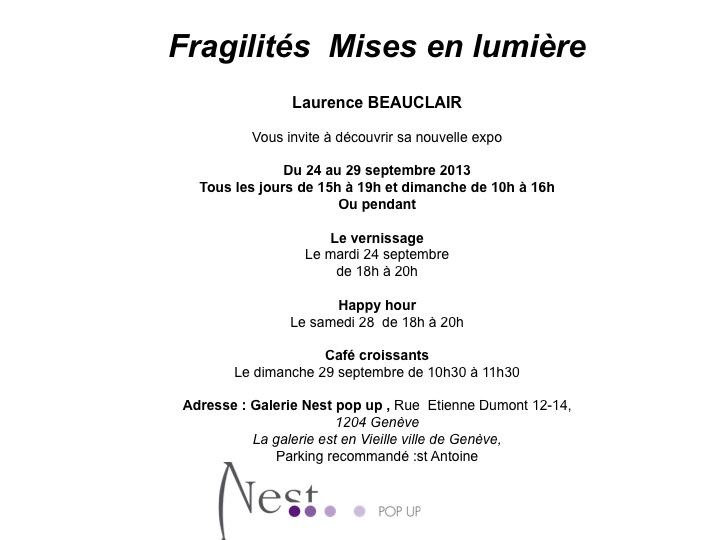 Fragilités  Mises en lumière
Laurence BEAUCLAIR
Vous invite à découvrir sa nouvelle expo
Du 24 au 29 septembre 2013
Tous les jours de 15h à 19h et dimanche de 10h à 16h
Ou pendant
Le vernissage
Le mardi 24 septembre
de 18h à 20h
Happy hour
Le samedi 28  de 18h à 20h
Café croissants
Le dimanche 29 septembre de 10h30 à 11h30
Adresse : Galerie Nest pop up , Rue  Etienne Dumont 12-14,
1204 Genève
La galerie est en Vieille ville de Genève,
Parking recommandé :st Antoine
Nest
POP UP